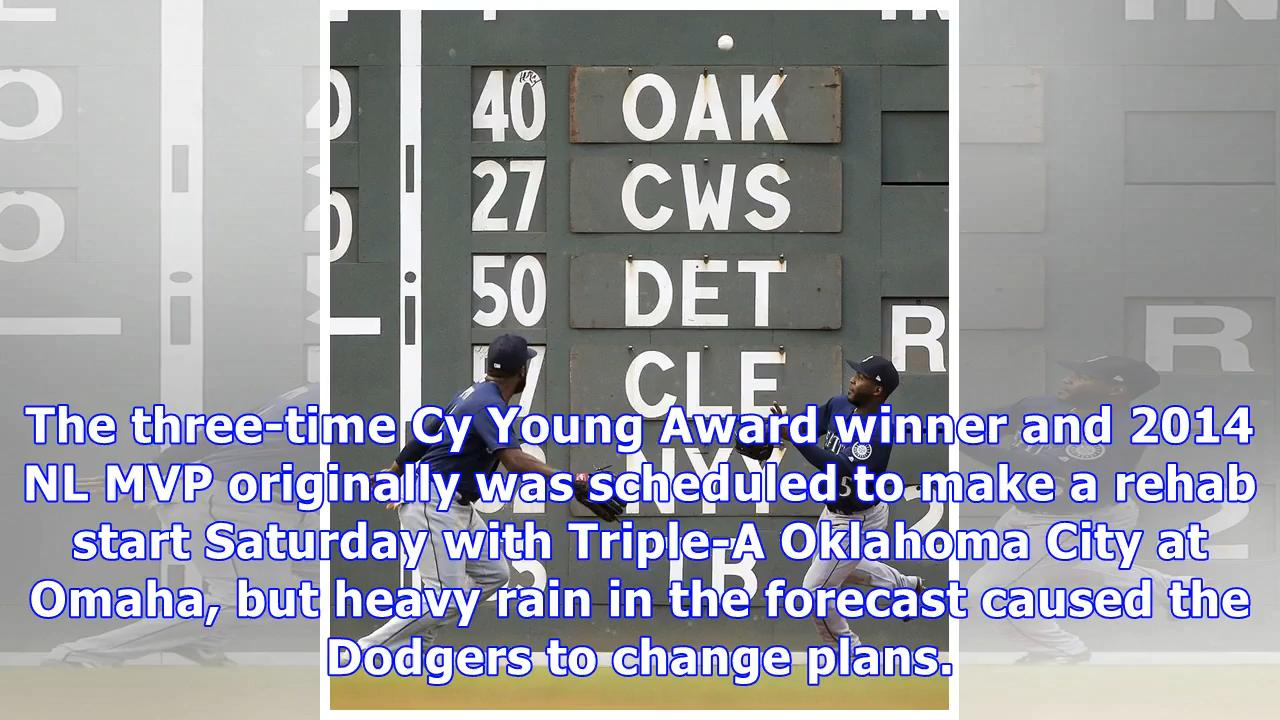 40 OAK
27 CWS
50 DET
CLE
R
NYY
The three-time Cy Young Award winner and 2014
NL MVP originally was scheduled to make a rehab
start Saturday with Triple-A Oklahoma City at
Omaha, but heavy rain in the forecast caused the
Dodgers to change plans.